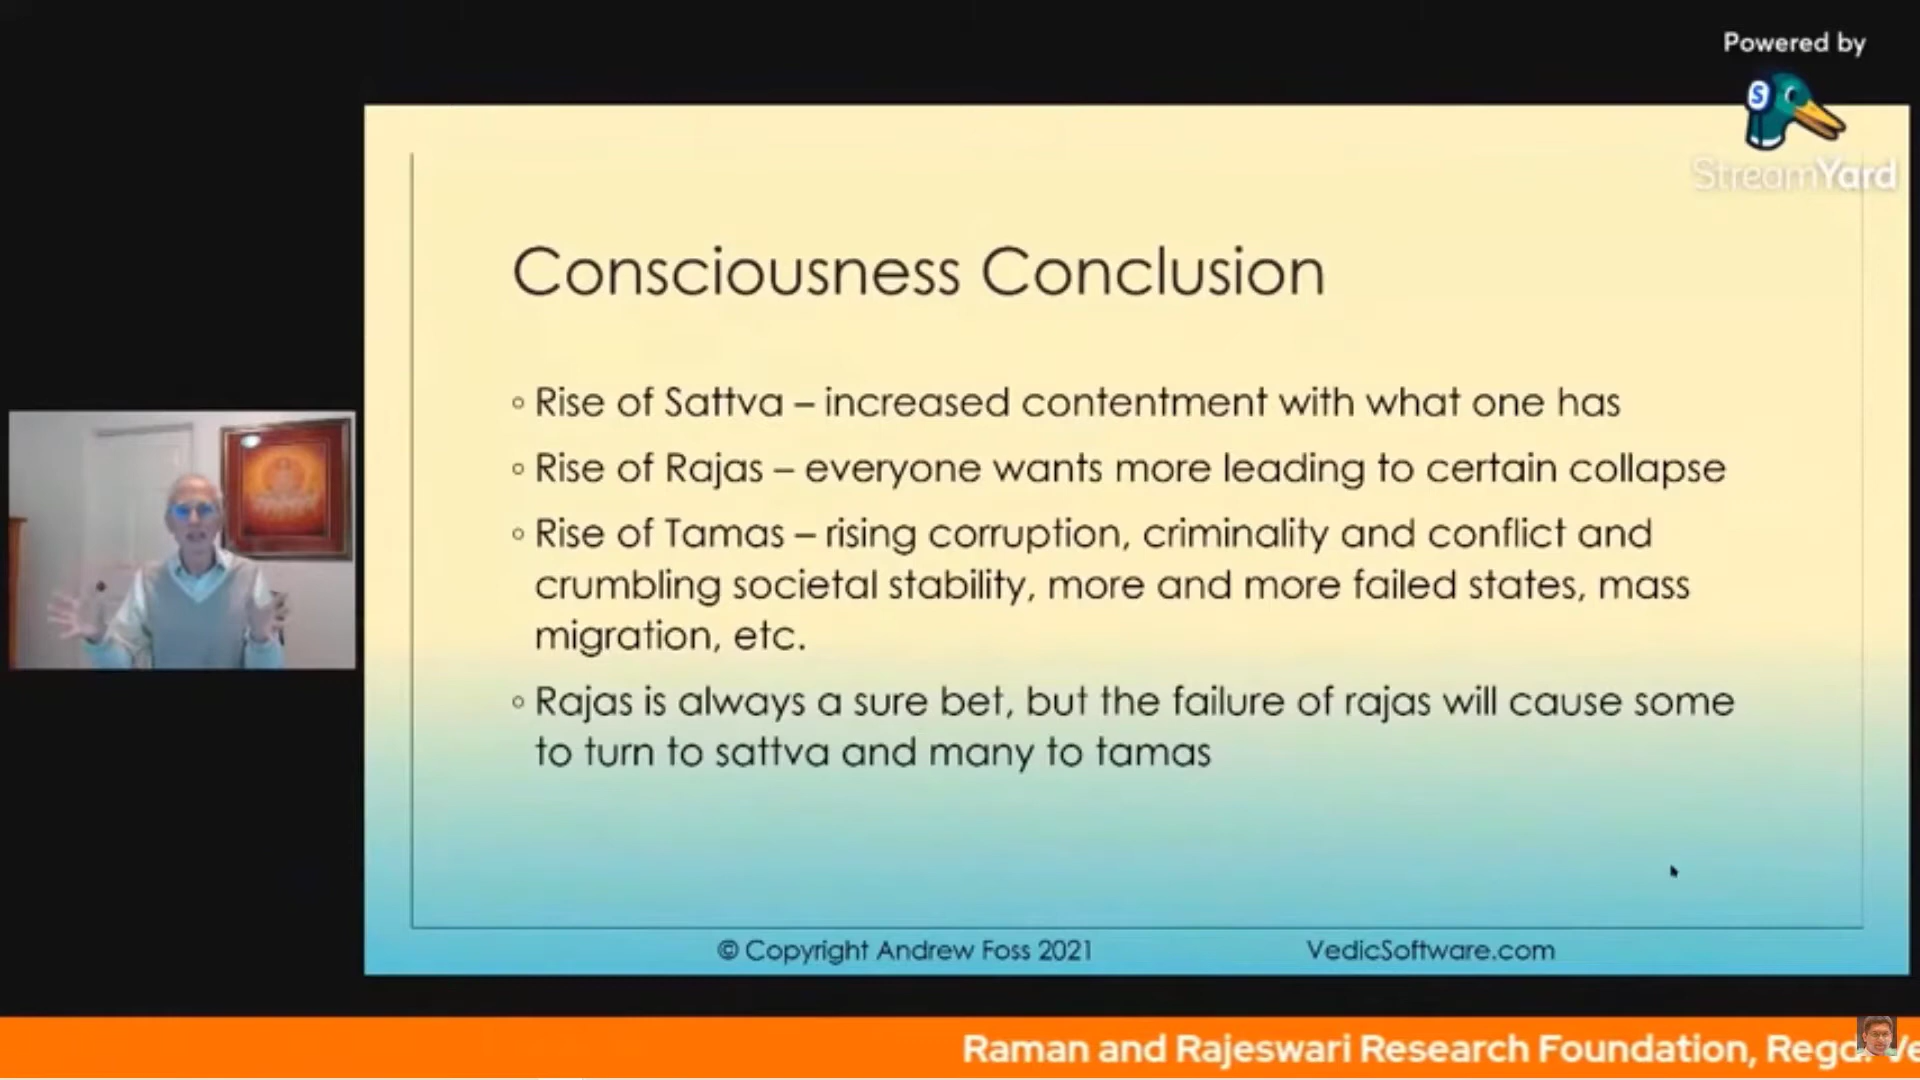 Powered by
S
StreamYard
Consciousness Conclusion
◦ Rise of Sattva – increased contentment with what one has
◦ Rise of Rajas – everyone wants more leading to certain collapse
◦ Rise of Tamas – rising corruption, criminality and conflict and
crumbling societal stability, more and more failed states, mass
migration, etc.
◦ Rajas is always a sure bet, but the failure of rajas will cause some
to turn to sattva and many to tamas
© Copyright Andrew Foss 2021 VedicSoftware.com
Raman and Rajeswari Research Foundation,